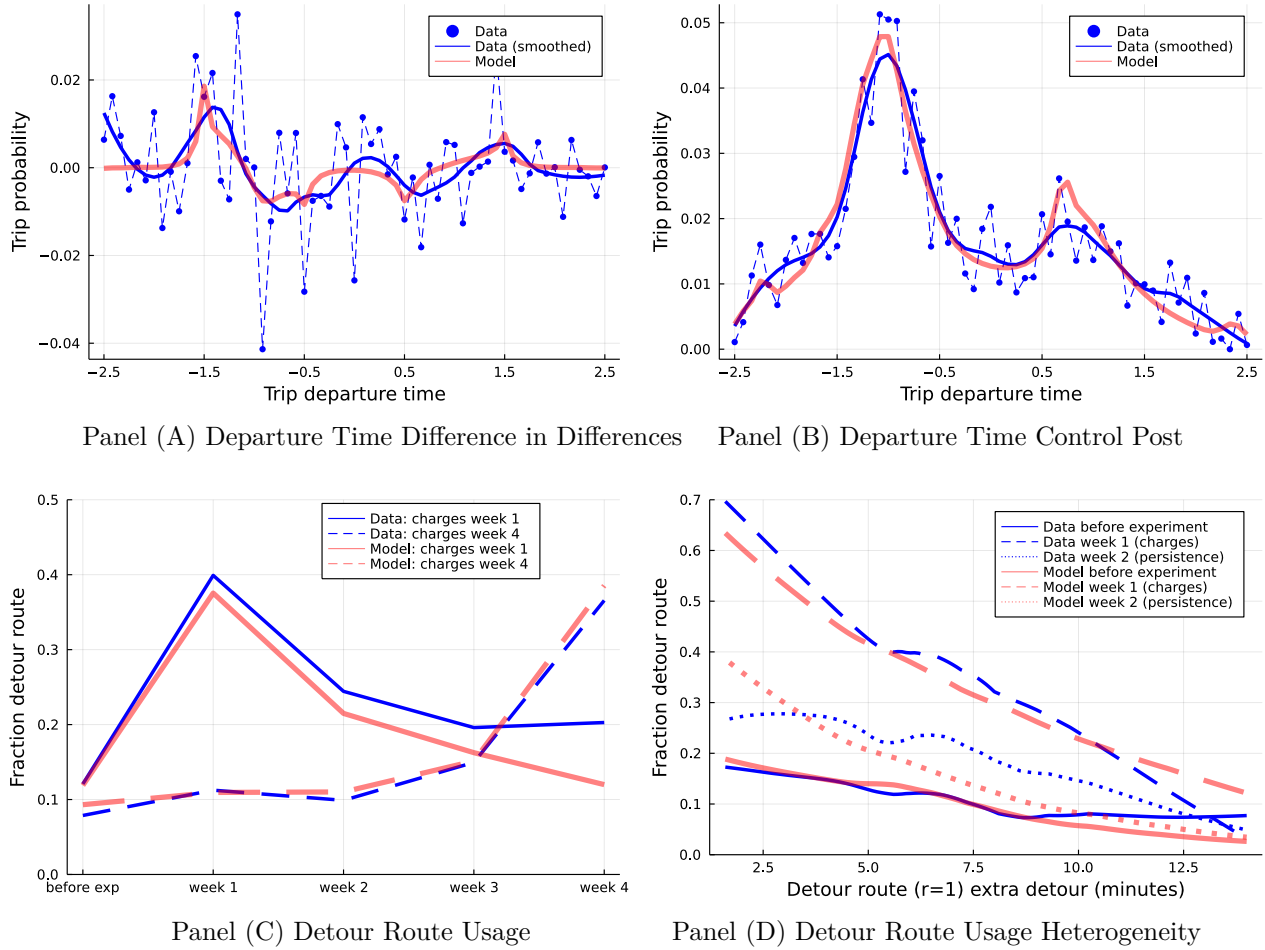 Trip probability
0.02
0.00
−0.02
−0.04
Data
Data (smoothed)
Model
−2.5
−1.5
−0.5
0.5
1.5
2.5
Trip departure time
Panel (A) Departure Time Difference in Differences
Trip probability
0.05
0.04
0.03
0.02
0.01
0.00
Data
Data (smoothed)
Model
−2.5
−1.5
−0.5
0.5
1.5
2.5
Trip departure time
Panel (B) Departure Time Control Post
Fraction detour route
0.5
0.4
0.3
0.2
0.1
0.0
Data: charges week 1
Data: charges week 4
Model: charges week 1
Model: charges week 4
before exp
week 1
week 2
week 3
week 4
Panel (C) Detour Route Usage
Fraction detour route
0.7
0.6
0.5
0.4
0.3
0.2
0.1
0.0
Data before experiment
Data week 1 (charges)
Data week 2 (persistence)
Model before experiment
Model week 1 (charges)
Model week 2 (persistence)
2.5
5.0
7.5
10.0
12.5
Detour route (r=1) extra detour (minutes)
Panel (D) Detour Route Usage Heterogeneity